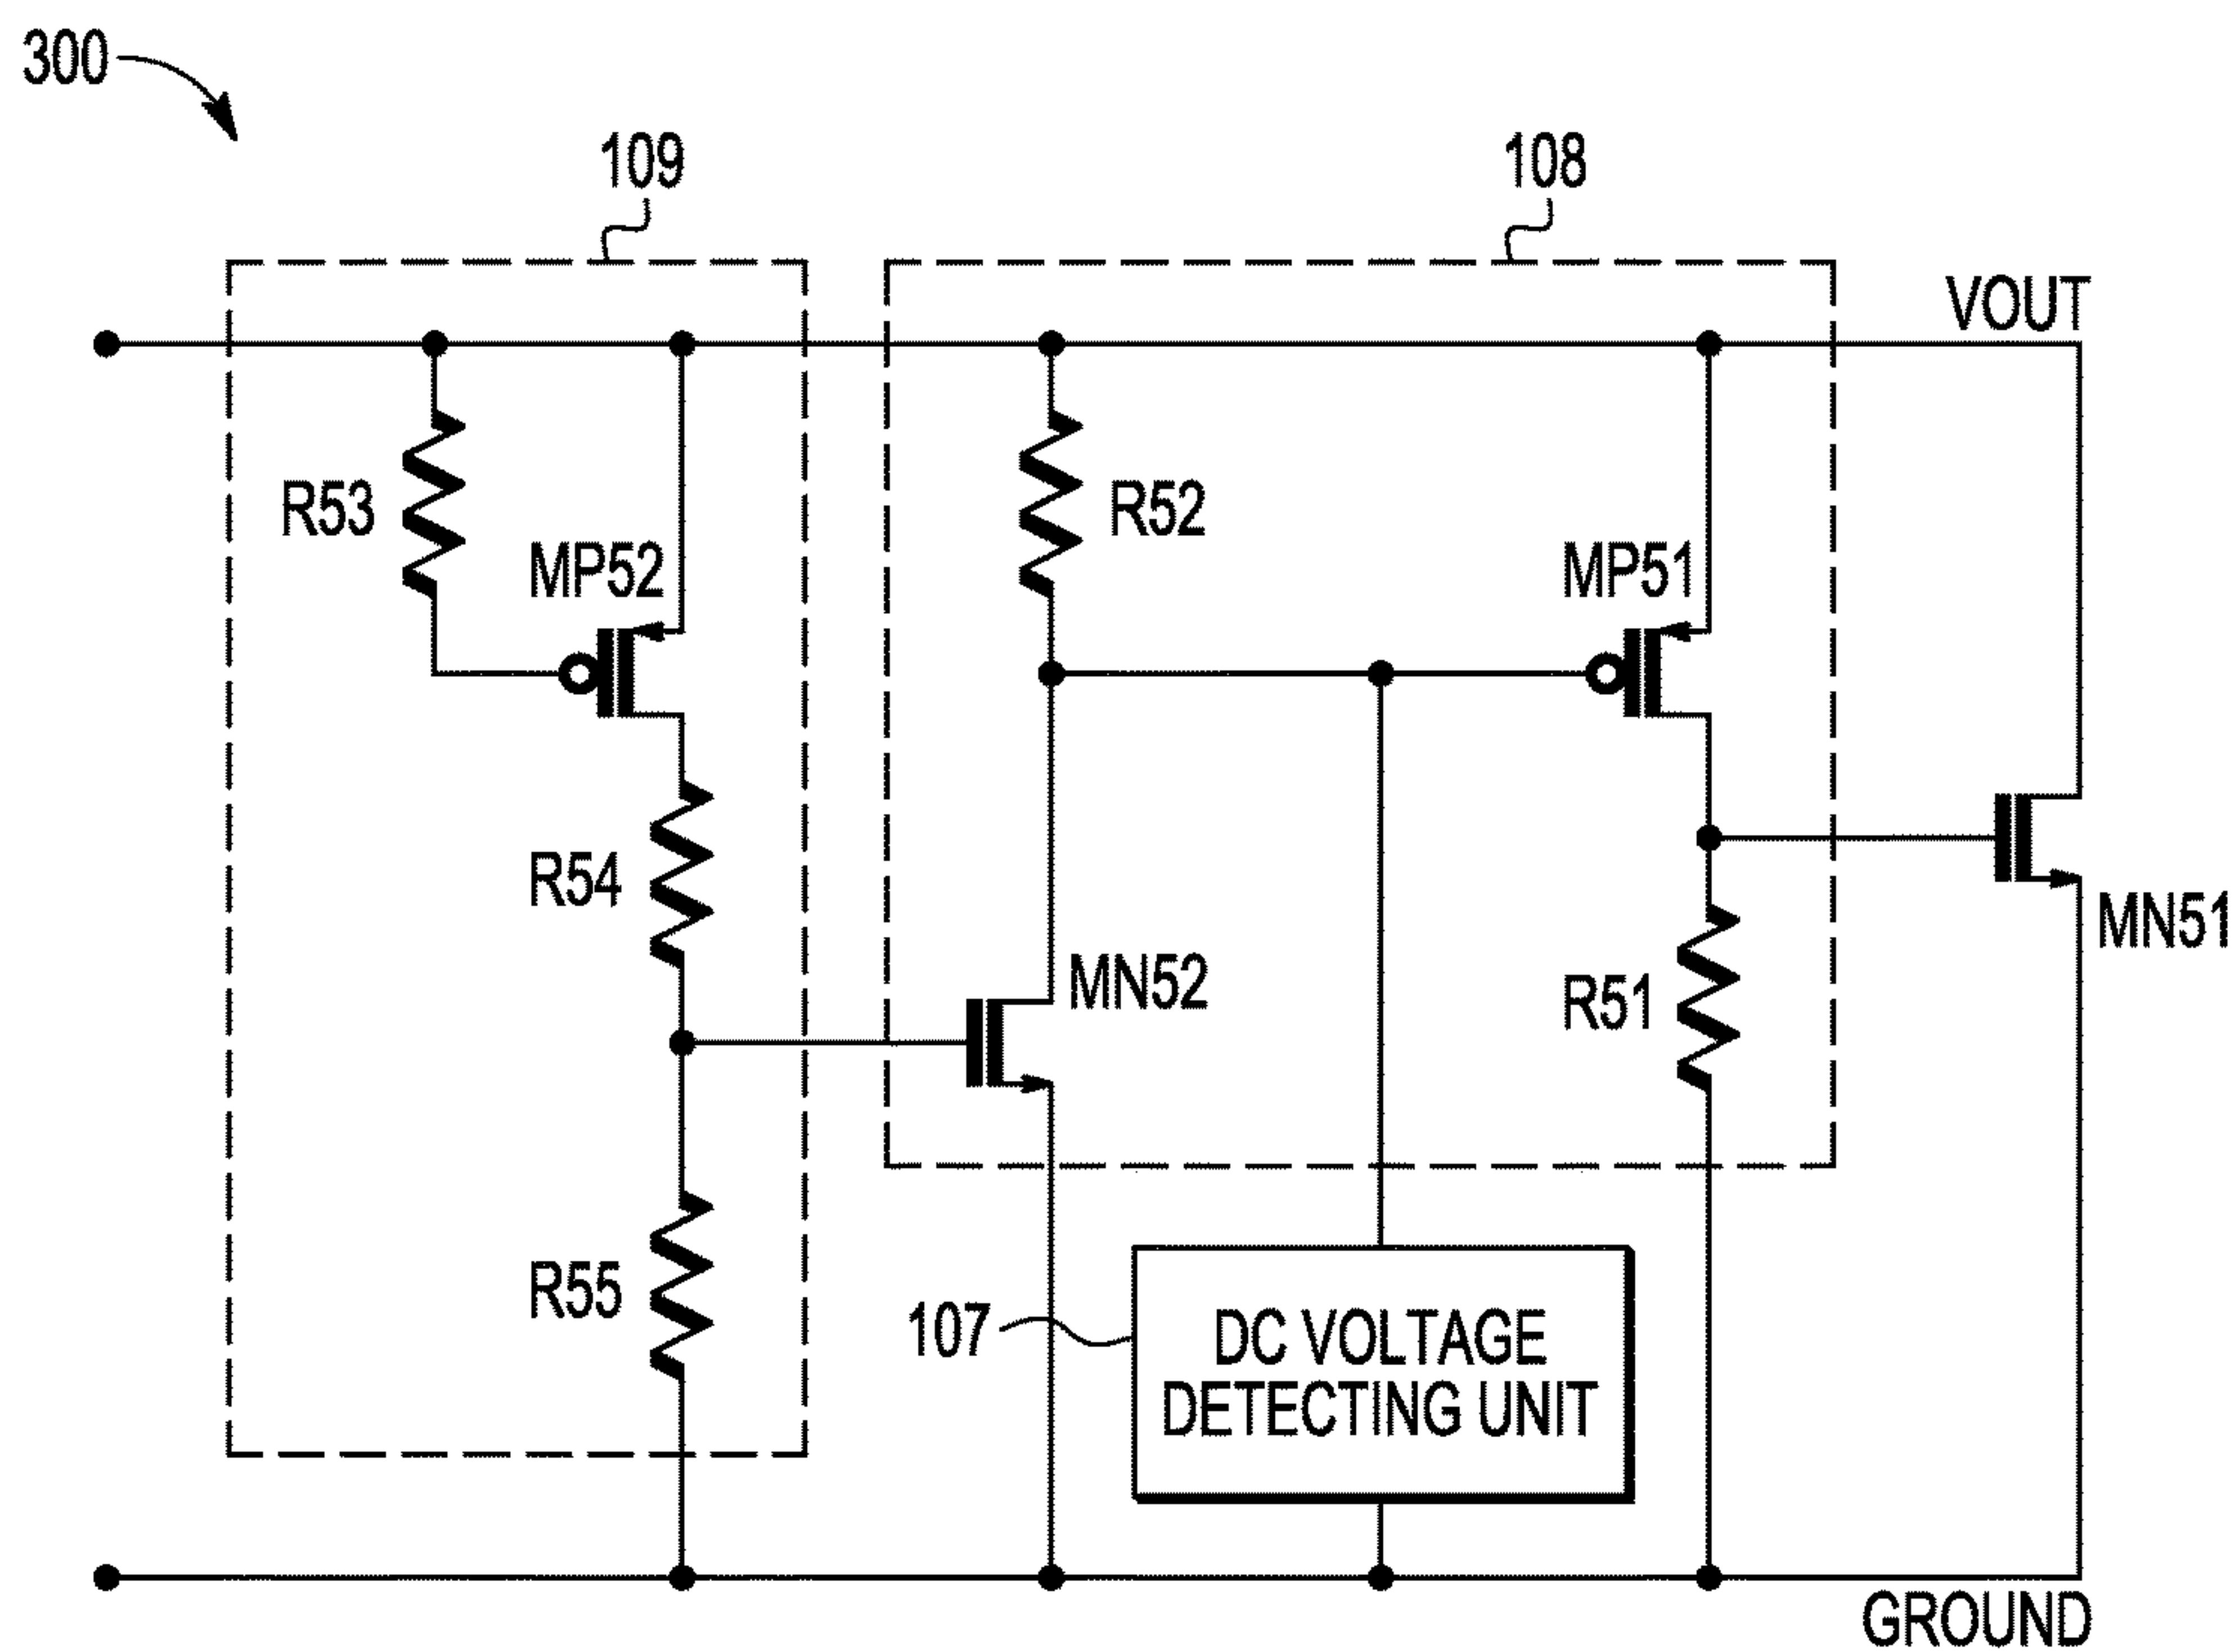 300
109
108
VOUT
R53
R52
MP52
MP51
R54
MN51
MN52
R51
R55
107
DC VOLTAGE
DETECTING UNIT
GROUND